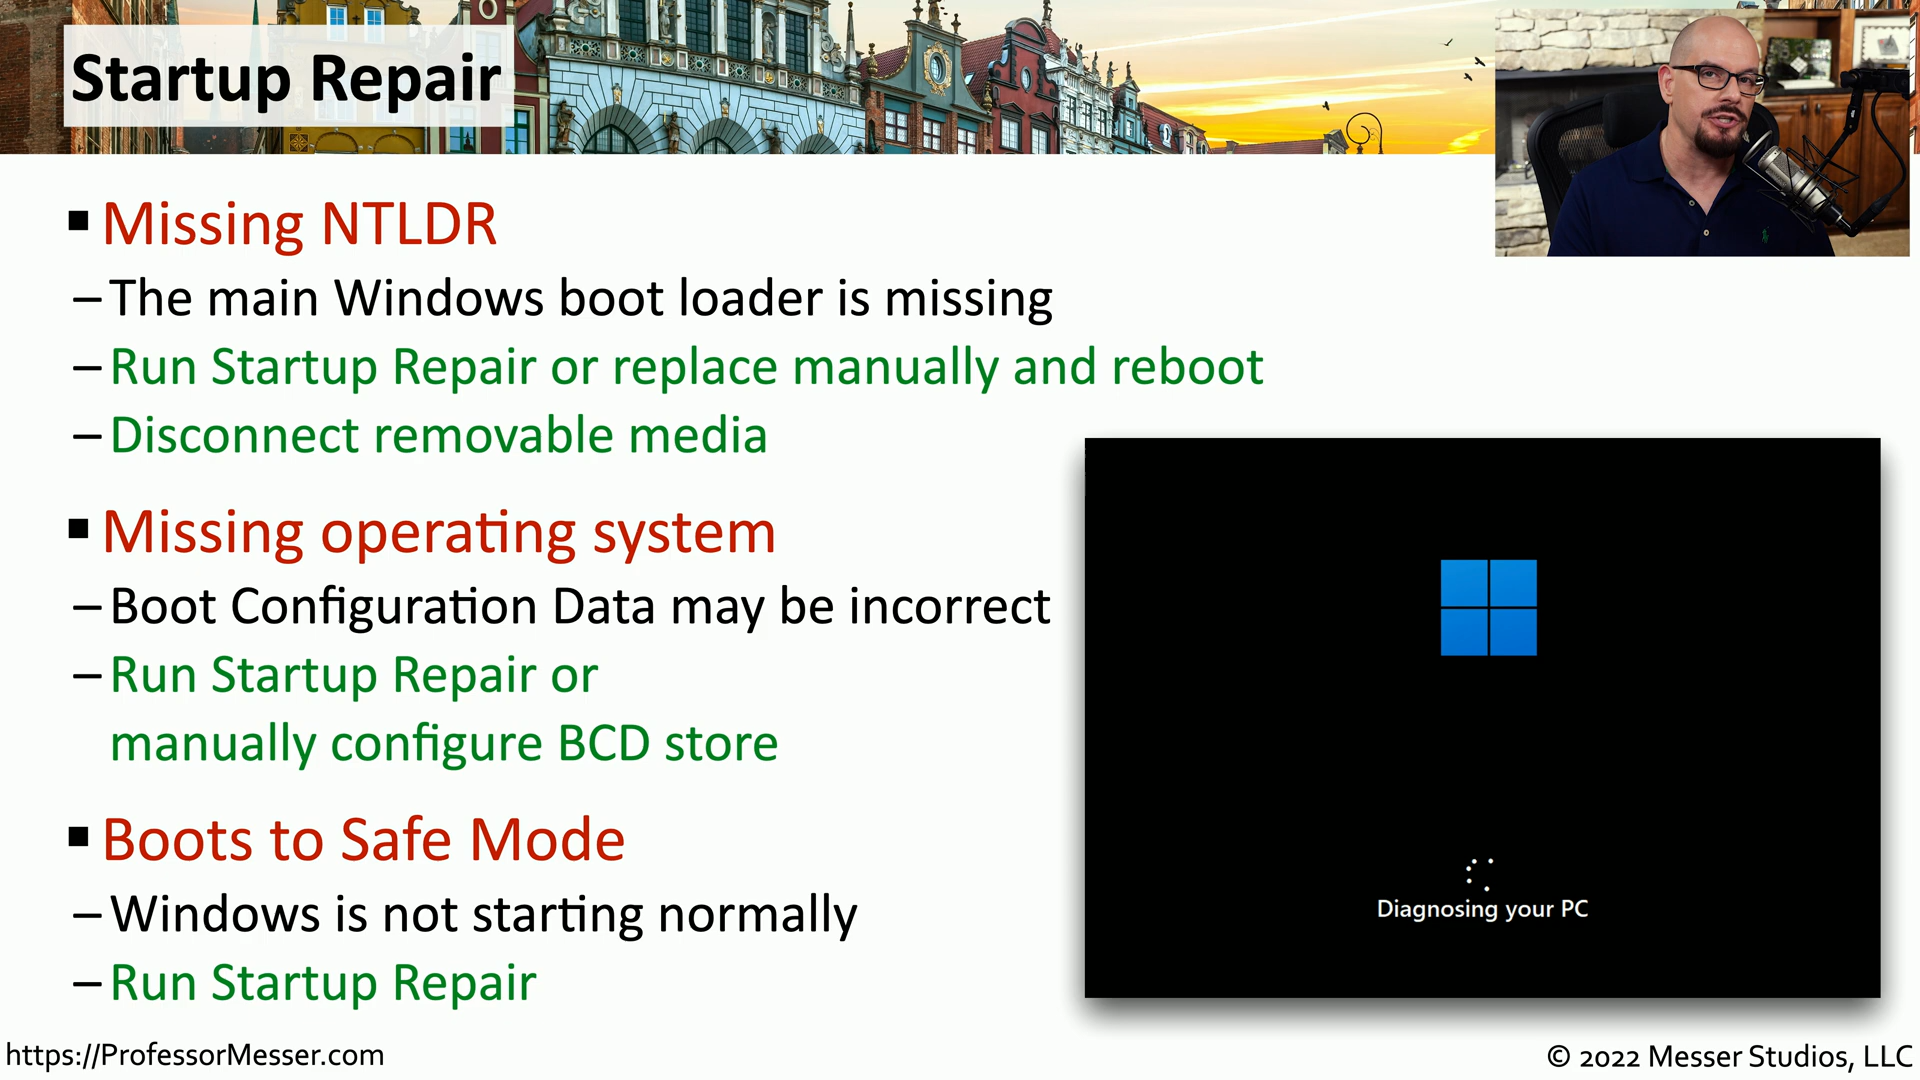 Startup Repair
▪ Missing NTLDR
– The main Windows boot loader is missing
– Run Startup Repair or replace manually and reboot
– Disconnect removable media
▪ Missing operating system
– Boot Configuration Data may be incorrect
– Run Startup Repair or
manually configure BCD store
▪ Boots to Safe Mode
– Windows is not starting normally
– Run Startup Repair
Diagnosing your PC
https://ProfessorMesser.com
© 2022 Messer Studios, LLC